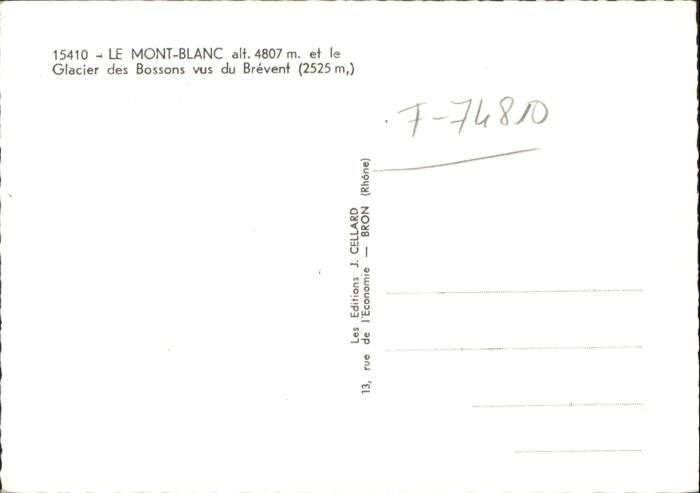 15410 - LE MONT-BLANC alt. 4807 m. et le
Glacier des Bossons vus du Brévent (2525 m,)
F-74810
Les Editions J. CELLARD
13, rue de l'Economie — BRON (Rhône)